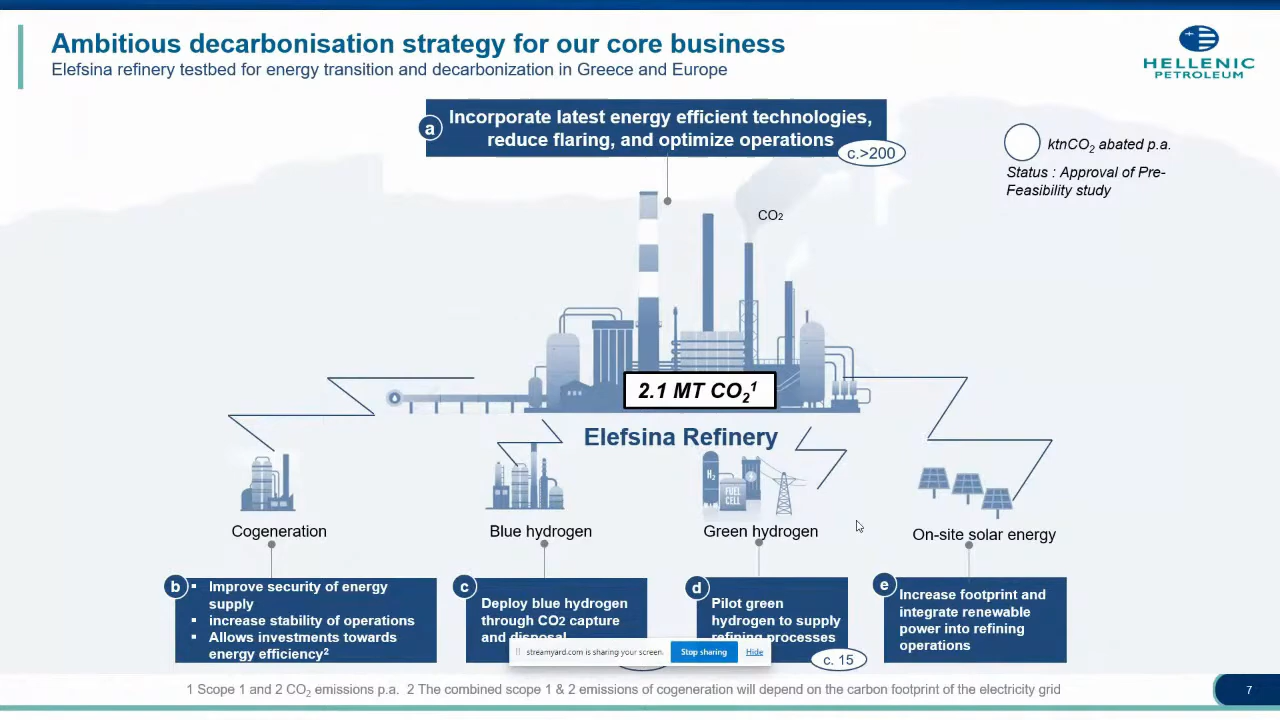 Ambitious decarbonisation strategy for our core business
Elefsina refinery testbed for energy transition and decarbonization in Greece and Europe
HELLENIC
PETROLEUM
a
Incorporate latest energy efficient technologies,
reduce flaring, and optimize operations
c.>200
ktnCO₂ abated p.a.
Status : Approval of Pre-
Feasibility study
CO₂
2.1 MT CO₂¹
Elefsina Refinery
H₂
FUEL
CELL
Cogeneration
Blue hydrogen
Green hydrogen
On-site solar energy
b
▪ Improve security of energy
supply
▪ increase stability of operations
▪ Allows investments towards
energy efficiency²
c
Deploy blue hydrogen
through CO2 capture
and disposal
d
Pilot green
hydrogen to supply
refining processes
c. 15
e
Increase footprint and
integrate renewable
power into refining
operations
streamyard.com is sharing your screen.
Stop sharing
Hide
1 Scope 1 and 2 CO₂ emissions p.a. 2 The combined scope 1 & 2 emissions of cogeneration will depend on the carbon footprint of the electricity grid
7